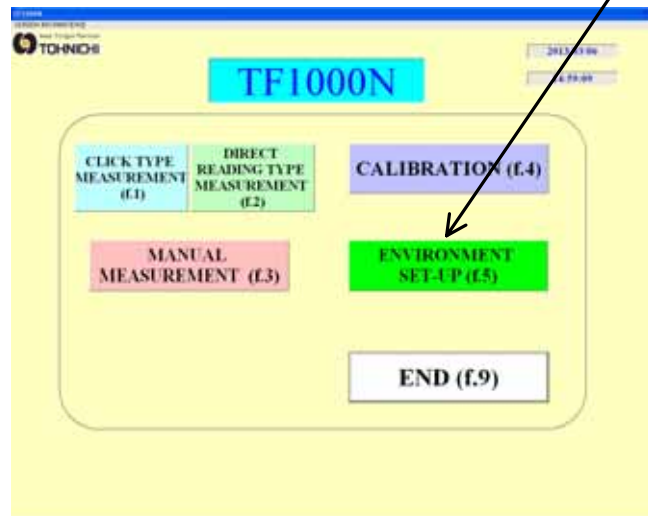 TF1000N
TOHNICHI
TF1000N
CLICK TYPE
MEASUREMENT
(f.1)
DIRECT
READING TYPE
MEASUREMENT
(f.2)
CALIBRATION (f.4)
MANUAL
MEASUREMENT (f.3)
ENVIRONMENT
SET-UP (f.5)
END (f.9)